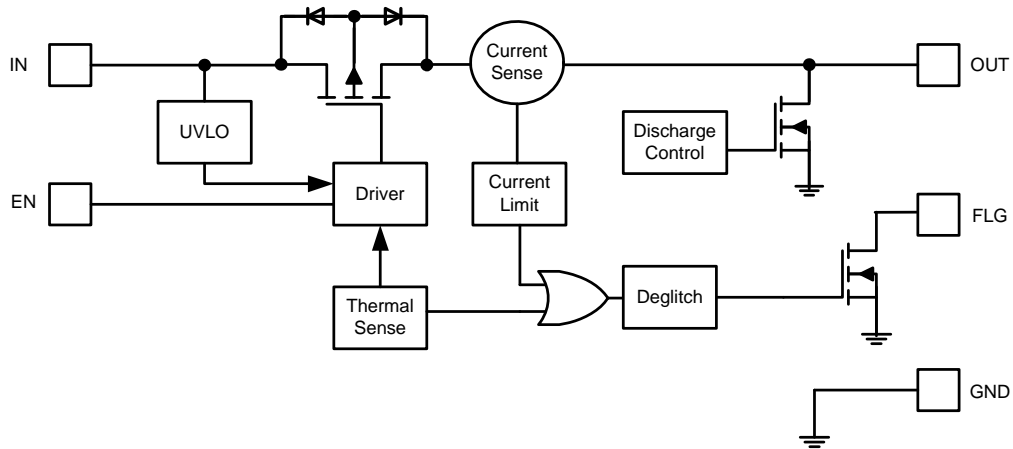 IN
Current
Sense
OUT
UVLO
Discharge
Control
EN
Driver
Current
Limit
FLG
Thermal
Sense
Deglitch
GND